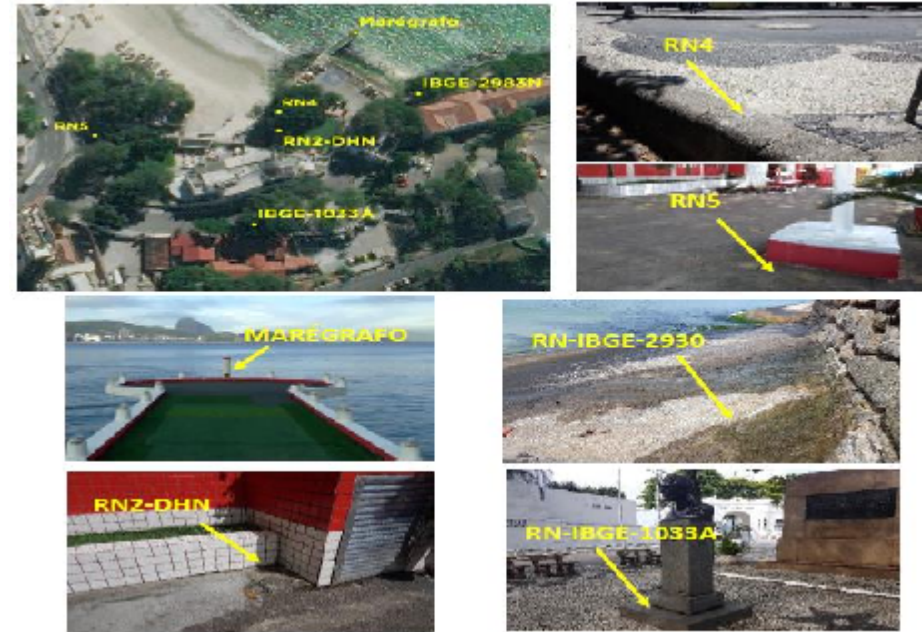 Marégrafo
IBGE-2983N
RN4
RN5
RN2-DHN
IBGE-1033A
RN4
RN5
MARÉGRAFO
RN-IBGE-2930
RN2-DHN
RN-IBGE-1033A